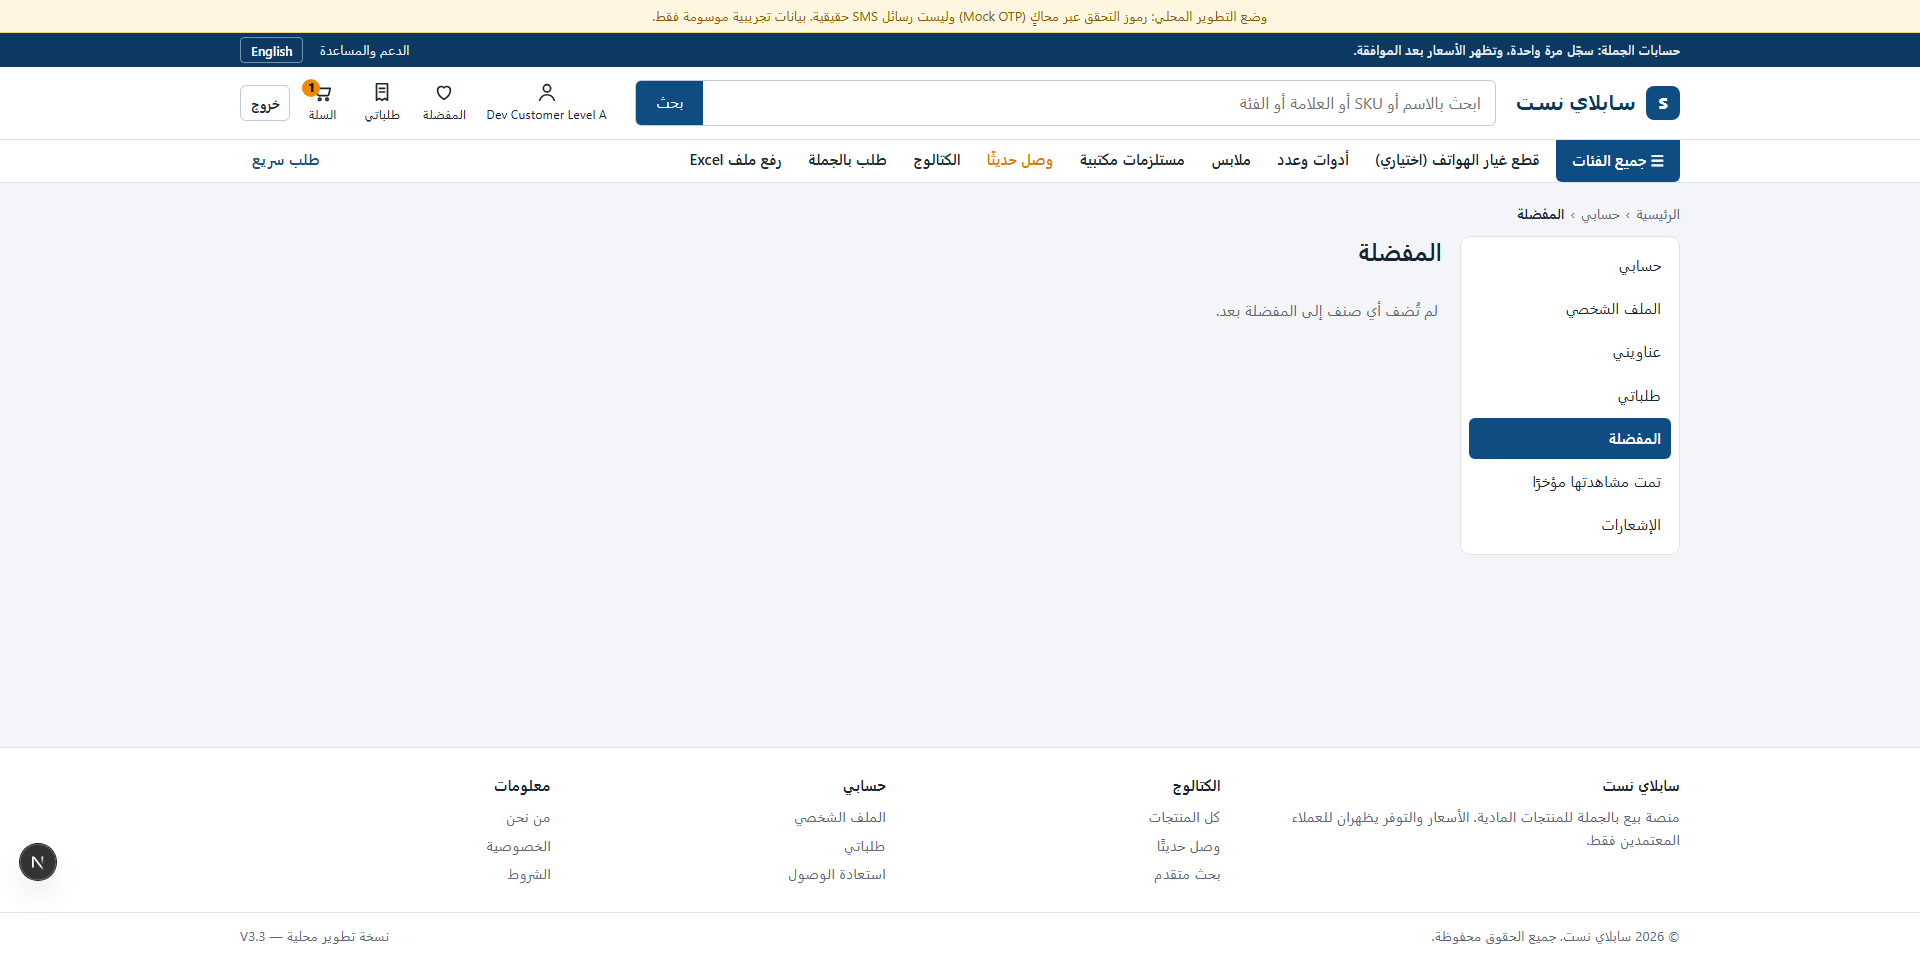 وضع التطوير المحلي: رموز التحقق عبر محاكٍ (Mock OTP) وليست رسائل SMS حقيقية. بيانات تجريبية موسومة فقط.
حسابات الجملة: سجّل مرة واحدة، وتظهر الأسعار بعد الموافقة.
الدعم والمساعدة
English
S
سابلاي نست
ابحث بالاسم أو SKU أو العلامة أو الفئة
بحث
Dev Customer Level A
المفضلة
طلباتي
1
السلة
خروج
☰ جميع الفئات
قطع غيار الهواتف (اختياري)
أدوات وعدد
ملابس
مستلزمات مكتبية
وصل حديثًا
الكتالوج
طلب بالجملة
رفع ملف Excel
طلب سريع
الرئيسية › حسابي › المفضلة
حسابي
الملف الشخصي
عناويني
طلباتي
المفضلة
تمت مشاهدتها مؤخرًا
الإشعارات
المفضلة
لم تُضف أي صنف إلى المفضلة بعد.
سابلاي نست
منصة بيع بالجملة للمنتجات المادية. الأسعار والتوفر يظهران للعملاء
المعتمدين فقط.
الكتالوج
كل المنتجات
وصل حديثًا
بحث متقدم
حسابي
الملف الشخصي
طلباتي
استعادة الوصول
معلومات
من نحن
الخصوصية
الشروط
N
© 2026 سابلاي نست. جميع الحقوق محفوظة.
نسخة تطوير محلية — V3.3